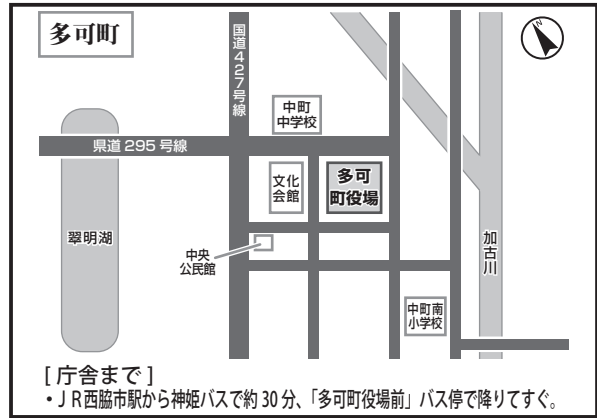 多可町
N
国道427号線
中町
中学校
県道295号線
文化
会館
多可
町役場
翠明湖
中央
公民館
加古川
中町南
小学校
[庁舎まで]
・JR西脇市駅から神姫バスで約30分、「多可町役場前」バス停で降りてすぐ。